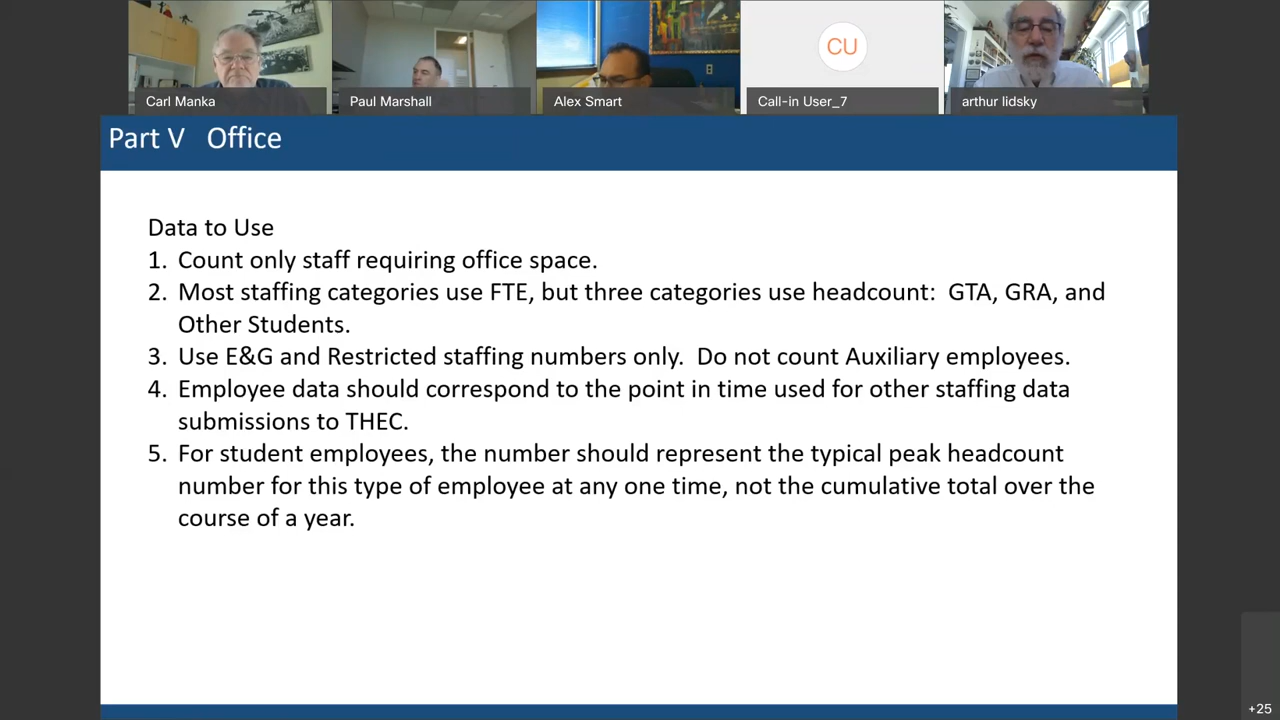 CU
Carl Manka
Paul Marshall
Alex Smart
Call-in User_7
arthur lidsky
Part V Office
Data to Use
1. Count only staff requiring office space.
2. Most staffing categories use FTE, but three categories use headcount: GTA, GRA, and
Other Students.
3. Use E&G and Restricted staffing numbers only. Do not count Auxiliary employees.
4. Employee data should correspond to the point in time used for other staffing data
submissions to THEC.
5. For student employees, the number should represent the typical peak headcount
number for this type of employee at any one time, not the cumulative total over the
course of a year.
+25